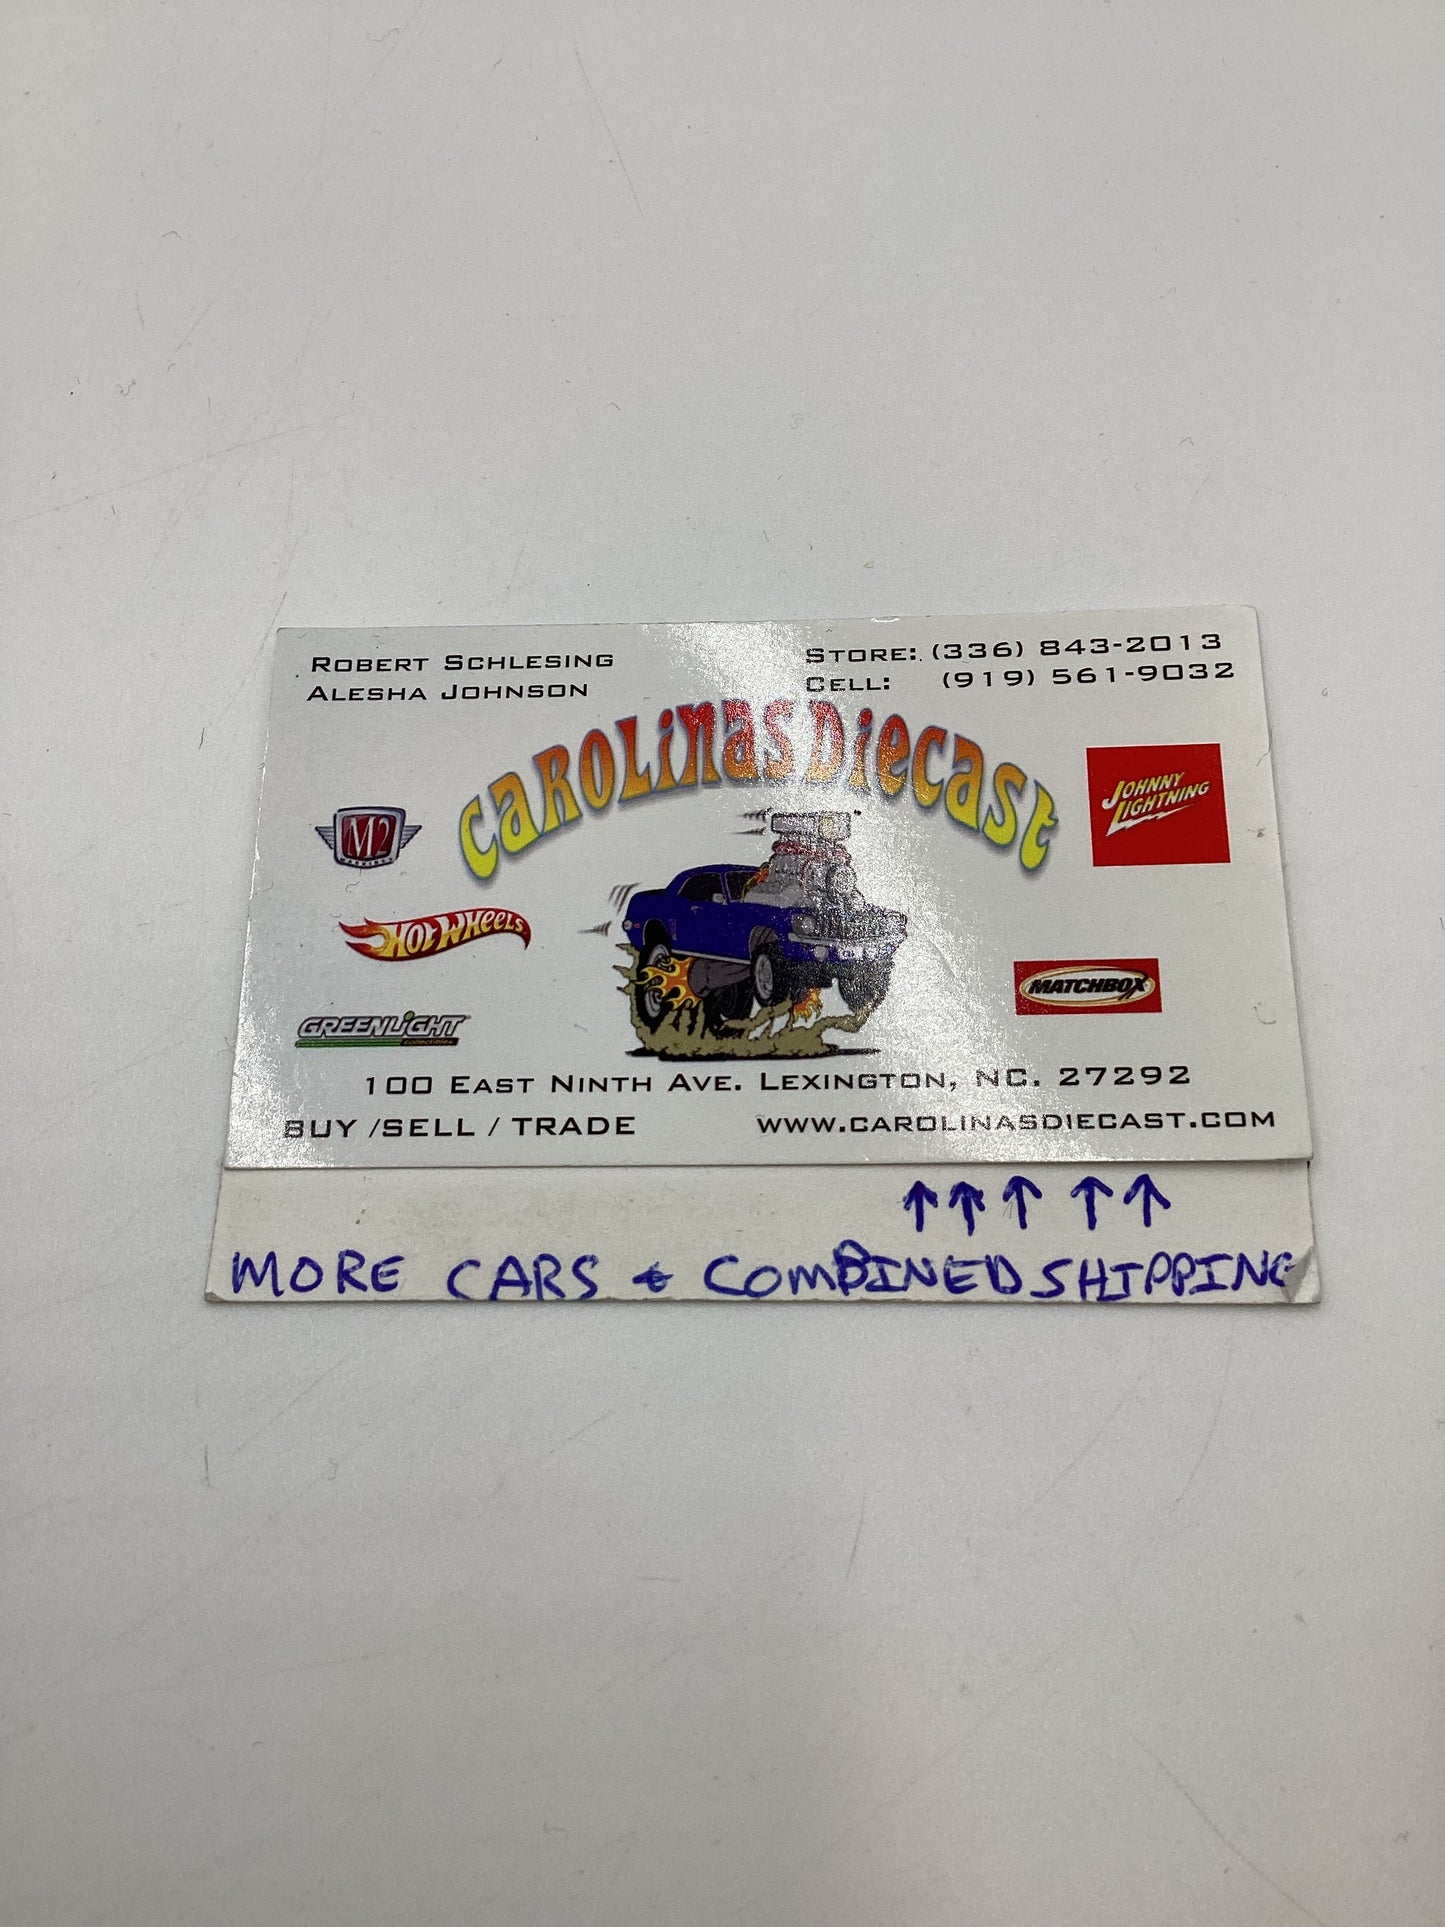 ROBERT SCHLESING
ALESHA JOHNSON
STORE: (336) 843-2013
CELL: (919) 561-9032
CAROLINAS DIECAST
M2
MACHINES
JOHNNY
LIGHTNING
HOT WHEELS
MATCHBOX
GREENLIGHT
collectibles
100 EAST NINTH AVE. LEXINGTON, NC. 27292
BUY /SELL / TRADE
WWW.CAROLINASDIECAST.COM
↑↑↑ ↑↑
MORE CARS & COMBINED SHIPPING